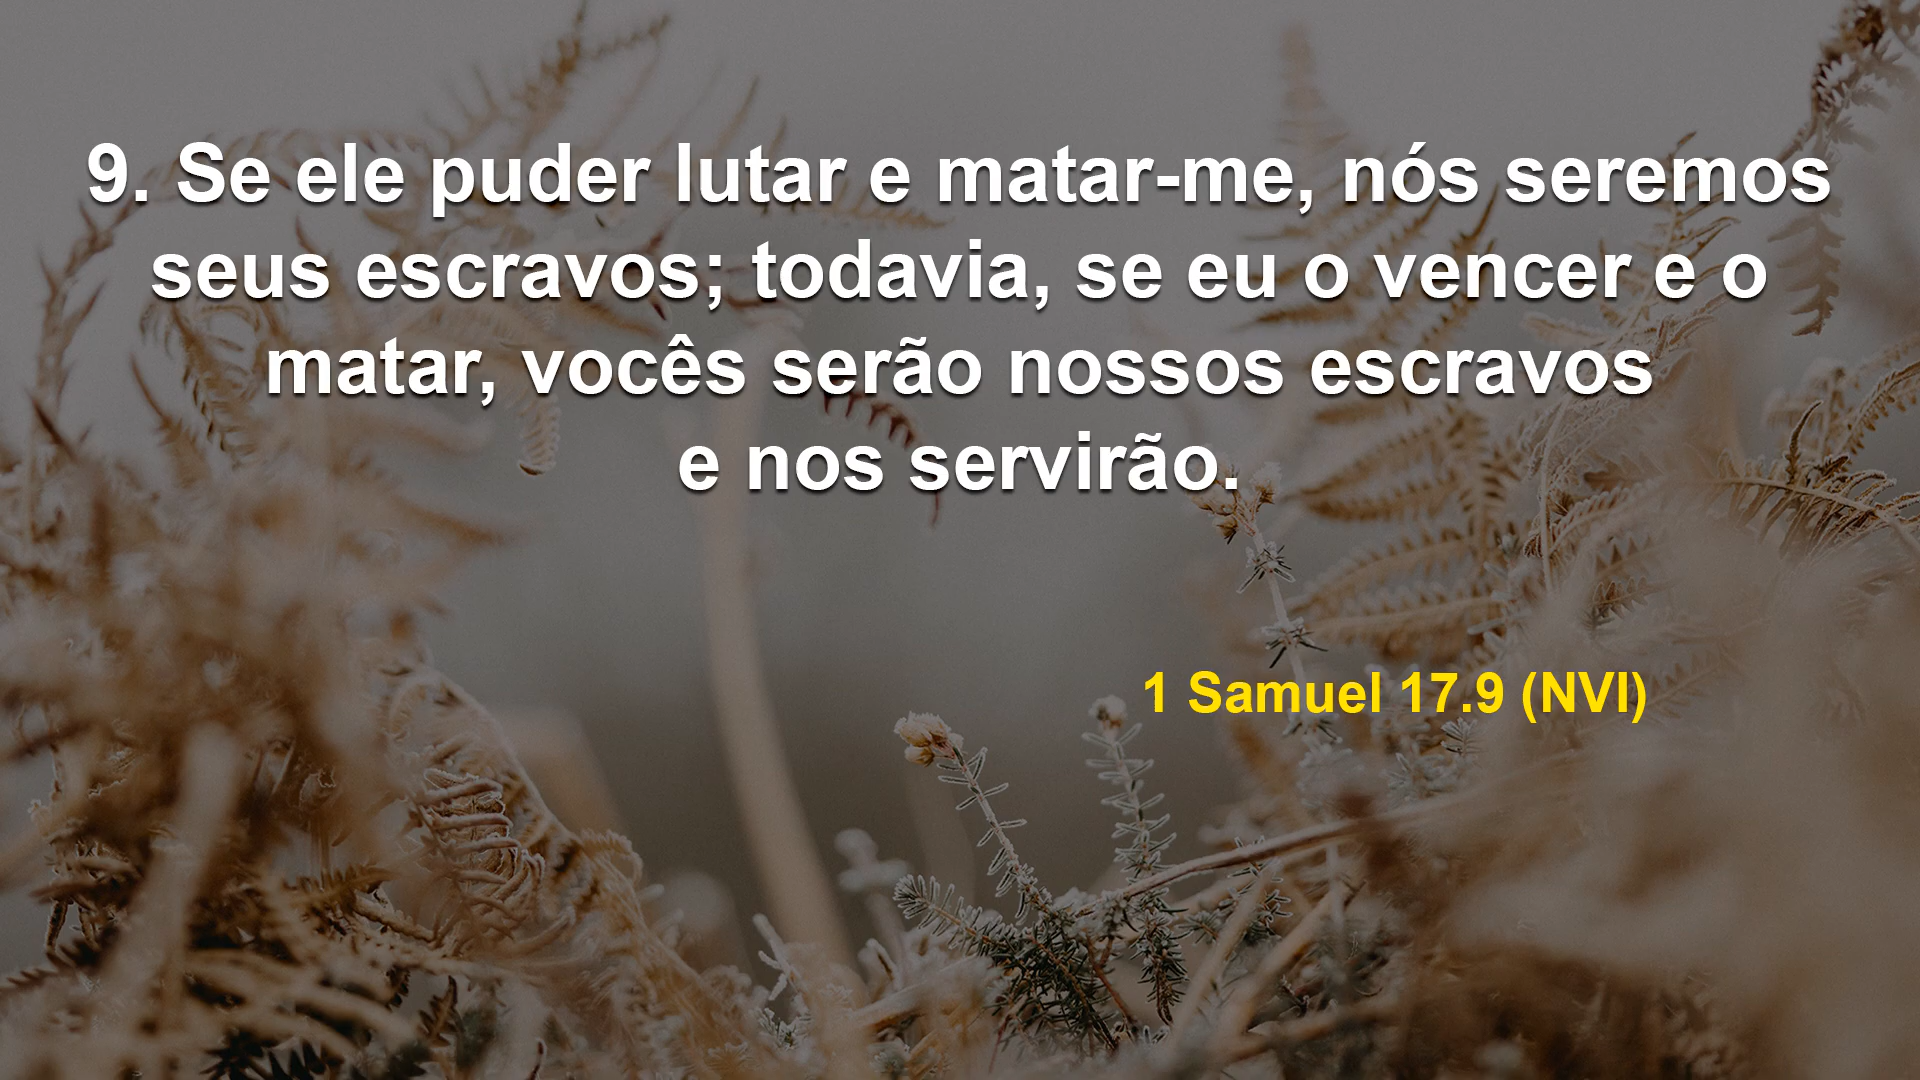 9. Se ele puder lutar e matar-me, nós seremos
seus escravos; todavia, se eu o vencer e o
matar, vocês serão nossos escravos
e nos servirão.
1 Samuel 17.9 (NVI)